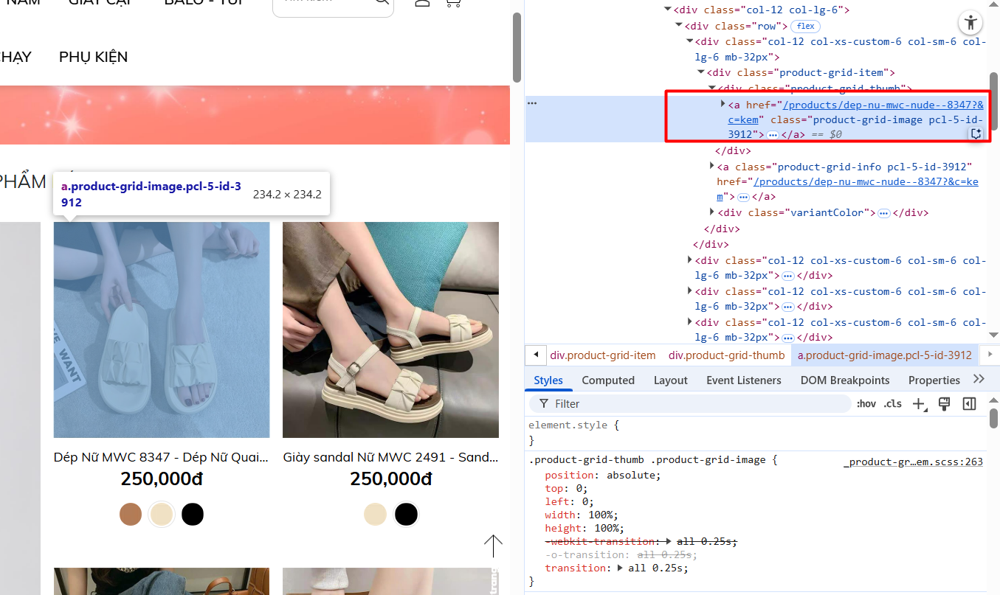 NAM GIÀY CẶP BALO - TÚI
CHẠY PHỤ KIỆN
PHẨM
a.product-grid-image.pcl-5-id-3
912
234.2 × 234.2
WE WANT
Dép Nữ MWC 8347 - Dép Nữ Quai...
250,000đ
Giày sandal Nữ MWC 2491 - Sand...
250,000đ
trang
<div class="col-12 col-lg-6">
<div class="row"> flex
<div class="col-12 col-xs-custom-6 col-sm-6 col-
lg-6 mb-32px">
<div class="product-grid-item">
<div class="product-grid-thumb">
<a href="/products/dep-nu-mwc-nude--8347?&
c=kem" class="product-grid-image pcl-5-id-
3912"> ⋯ </a> == $0
</div>
<a class="product-grid-info pcl-5-id-3912"
href="/products/dep-nu-mwc-nude--8347?&c=ke
m"> ⋯ </a>
<div class="variantColor"> ⋯ </div>
</div>
</div>
<div class="col-12 col-xs-custom-6 col-sm-6 col-
lg-6 mb-32px"> ⋯ </div>
<div class="col-12 col-xs-custom-6 col-sm-6 col-
lg-6 mb-32px"> ⋯ </div>
<div class="col-12 col-xs-custom-6 col-sm-6 col-
lg-6 mb-32px"> ⋯ </div>
div.product-grid-item div.product-grid-thumb a.product-grid-image.pcl-5-id-3912
Styles Computed Layout Event Listeners DOM Breakpoints Properties
Filter :hov .cls
element.style {
}
.product-grid-thumb .product-grid-image { _product-gr…em.scss:263
position: absolute;
top: 0;
left: 0;
width: 100%;
height: 100%;
-webkit-transition: all 0.25s;
-o-transition: all 0.25s;
transition: all 0.25s;
}